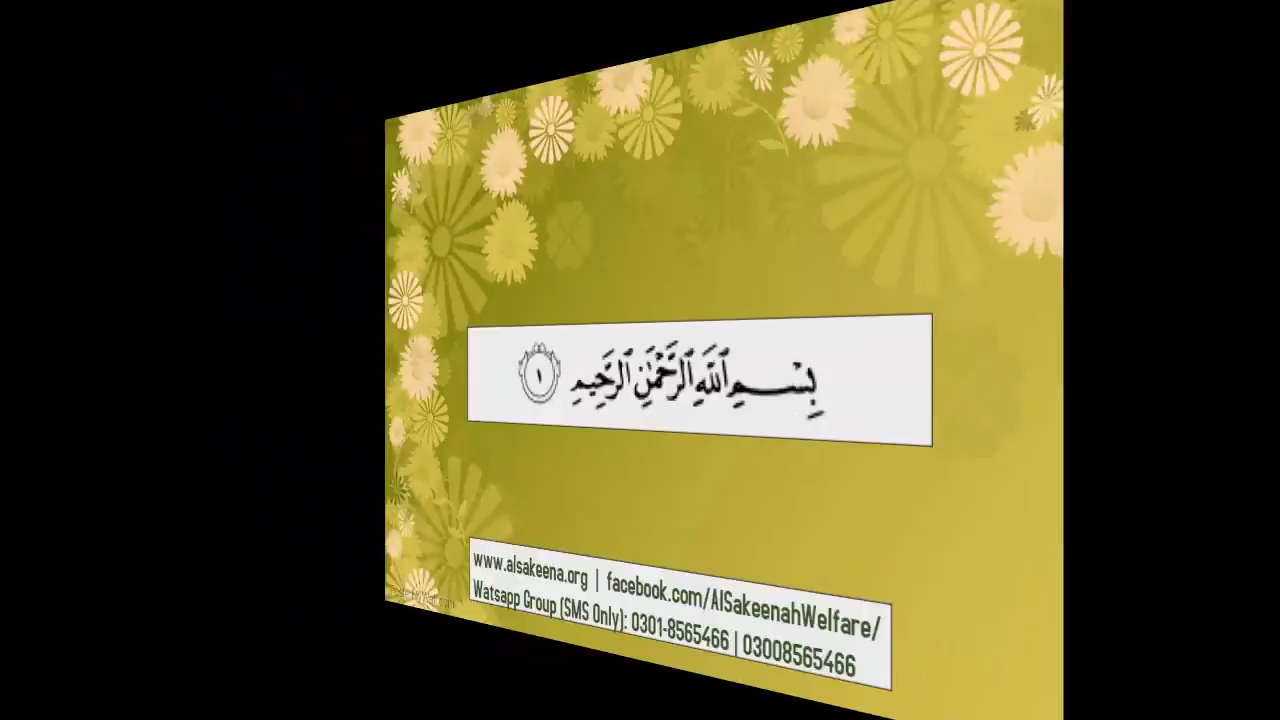 بِسْمِ ٱللَّهِ ٱلرَّحْمَٰنِ ٱلرَّحِيمِ ١
www.alsakeena.org | facebook.com/AlSakeenahWelfare/
Watsapp Group (SMS Only): 0301-8565466 | 03008565466